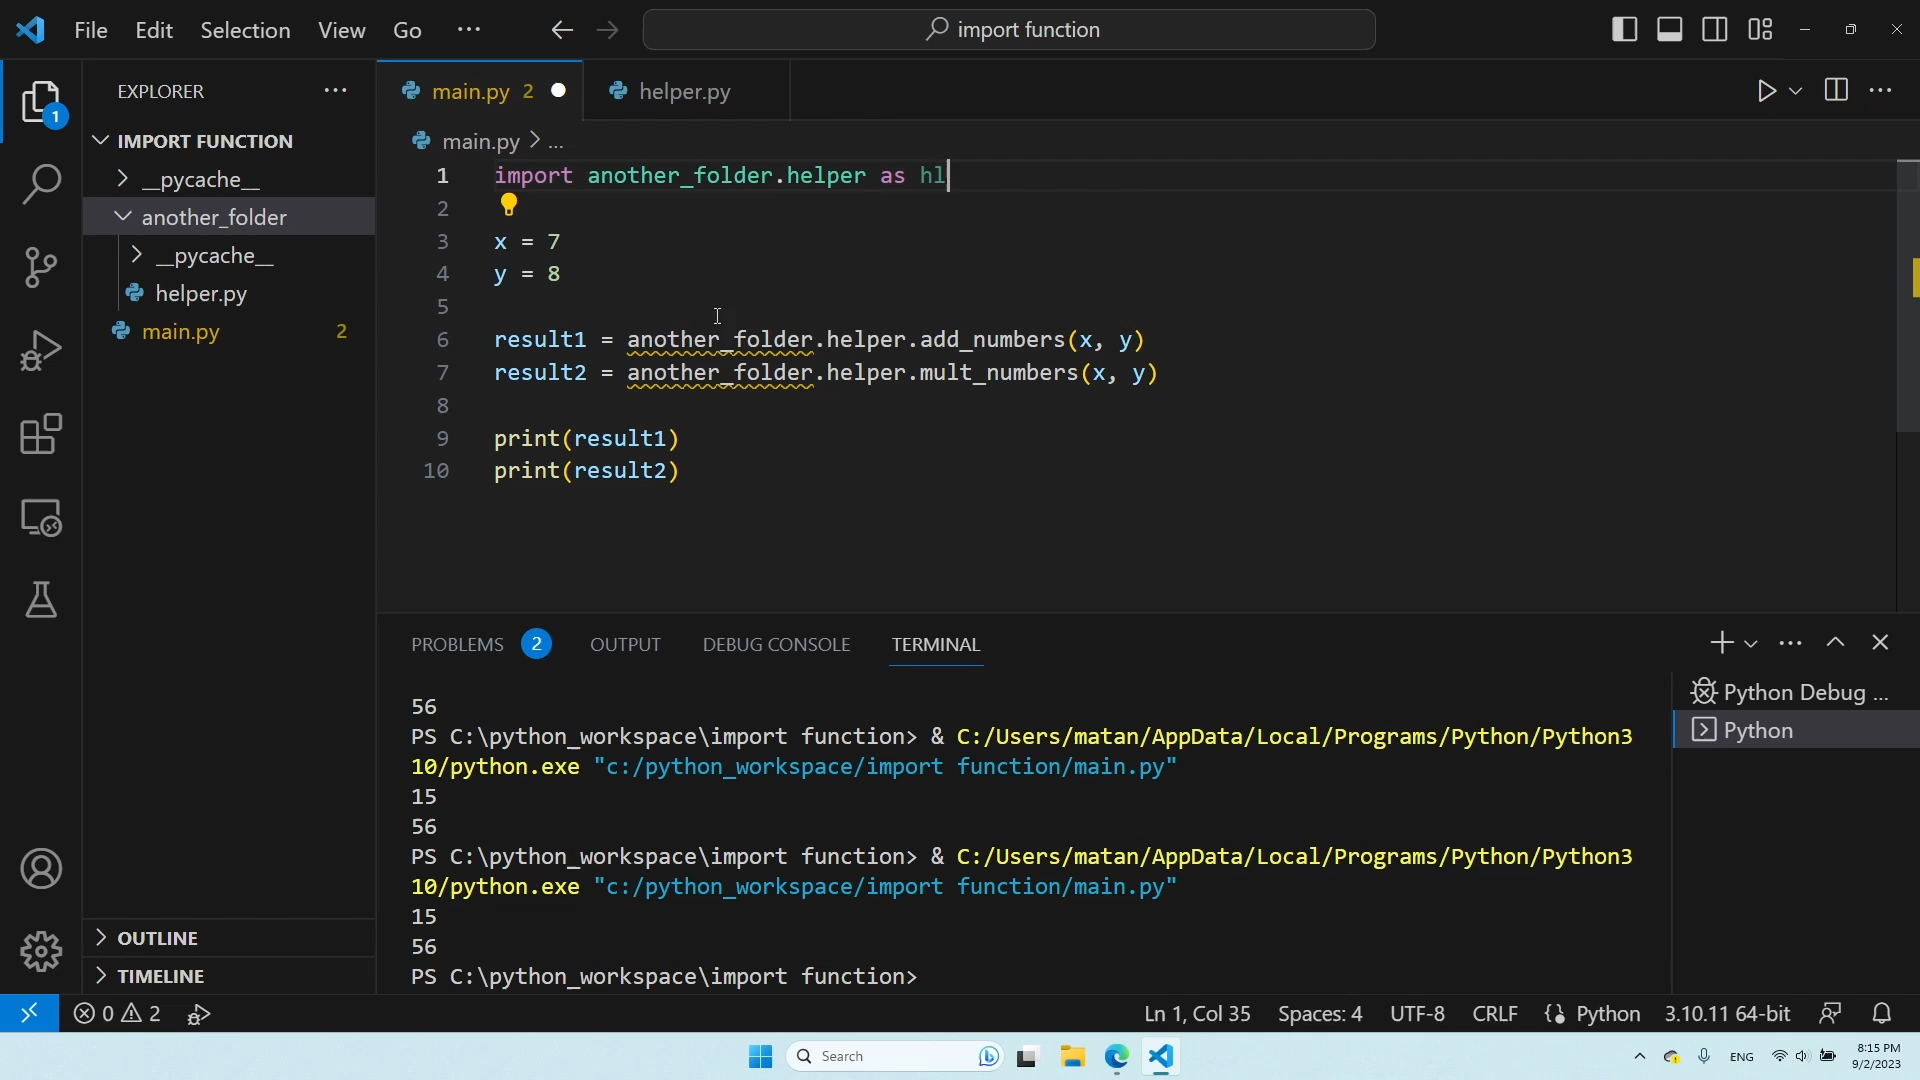 File Edit Selection View Go ··· import function
EXPLORER ···
IMPORT FUNCTION
__pycache__
another_folder
__pycache__
helper.py
main.py 2
OUTLINE
TIMELINE
1
main.py 2 helper.py
main.py > ...
1 import another_folder.helper as hl
2
3 x = 7
4 y = 8
5
6 result1 = another_folder.helper.add_numbers(x, y)
7 result2 = another_folder.helper.mult_numbers(x, y)
8
9 print(result1)
10 print(result2)
PROBLEMS 2 OUTPUT DEBUG CONSOLE TERMINAL
56
PS C:\python_workspace\import function> & C:/Users/matan/AppData/Local/Programs/Python/Python3
10/python.exe "c:/python_workspace/import function/main.py"
15
56
PS C:\python_workspace\import function> & C:/Users/matan/AppData/Local/Programs/Python/Python3
10/python.exe "c:/python_workspace/import function/main.py"
15
56
PS C:\python_workspace\import function>
Python Debug ...
Python
0 2 Ln 1, Col 35 Spaces: 4 UTF-8 CRLF Python 3.10.11 64-bit
Search ENG 8:15 PM
9/2/2023